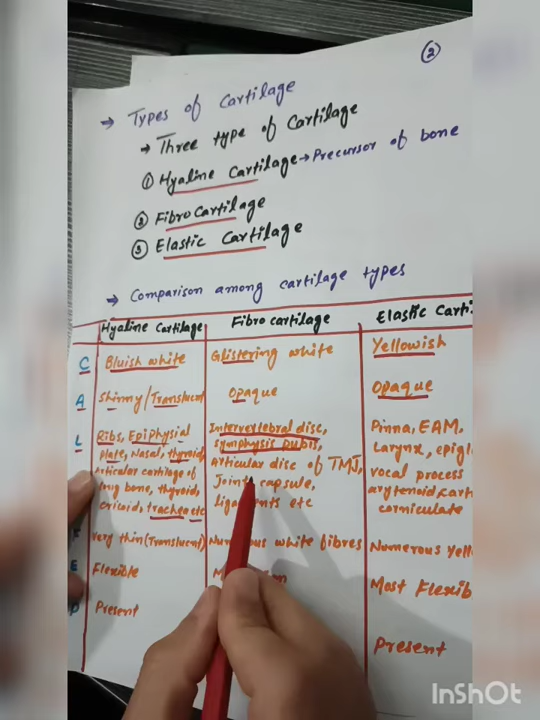 ②
→ Types of Cartilage
→ Three type of Cartilage
① Hyaline Cartilage → Precursor of bone
② Fibro Cartilage
③ Elastic Cartilage
→ Comparison among cartilage types
Hyaline Cartilage Fibro cartilage Elastic Carti
C Bluish white Glistering white Yellowish
A Shinny/Translucent Opaque Opaque
L Ribs, Epiphysial Intervertebral disc, Pinna, EAM,
plate, Nasal, thyroid, symphysis pubis, Larynx, epigl
articular cartilage of articular disc of TMJ, vocal process
bone, thyroid, Joint capsule, arytenoid, cart
cricoid, trachea etc ligaments etc corniculate
very thin (Translucent) white fibres Numerous Yell
E Flexible Most Flexib
Present
Present
InShOt